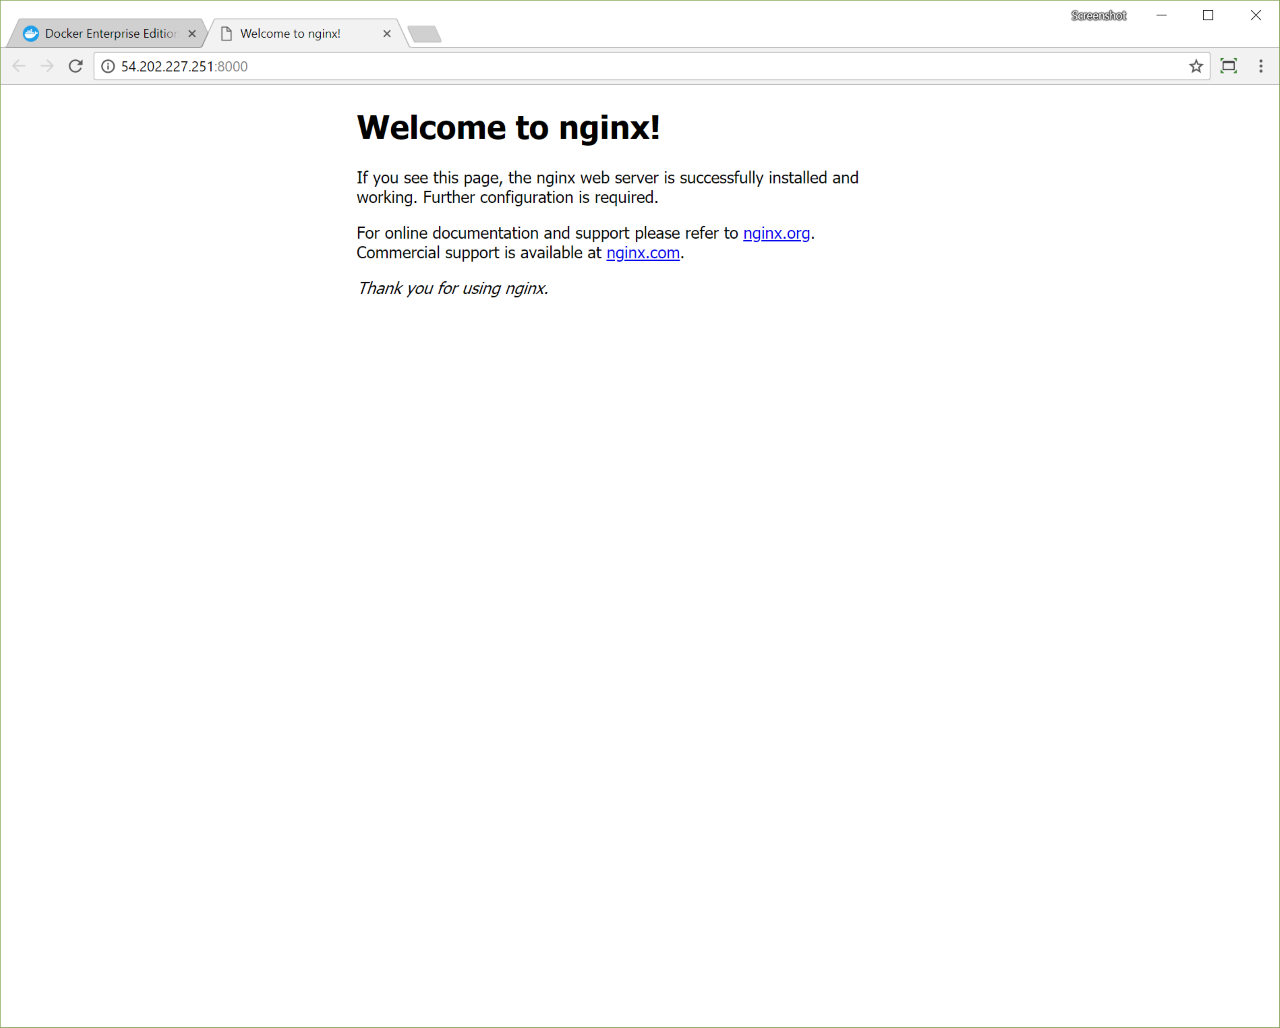 Screenshot
Docker Enterprise Edition
Welcome to nginx!
54.202.227.251:8000
Welcome to nginx!
If you see this page, the nginx web server is successfully installed and
working. Further configuration is required.
For online documentation and support please refer to nginx.org.
Commercial support is available at nginx.com.
Thank you for using nginx.